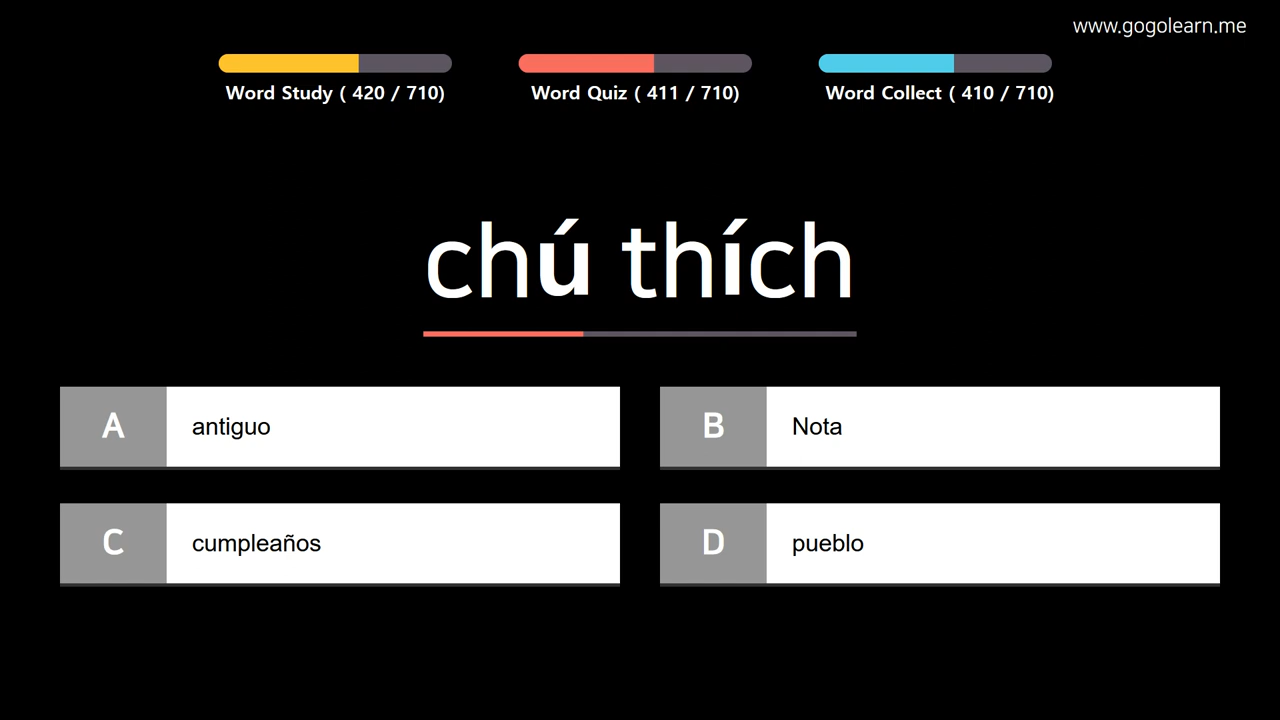 www.gogolearn.me
Word Study ( 420 / 710)
Word Quiz ( 411 / 710)
Word Collect ( 410 / 710)
chú thích
A antiguo
B Nota
C cumpleaños
D pueblo